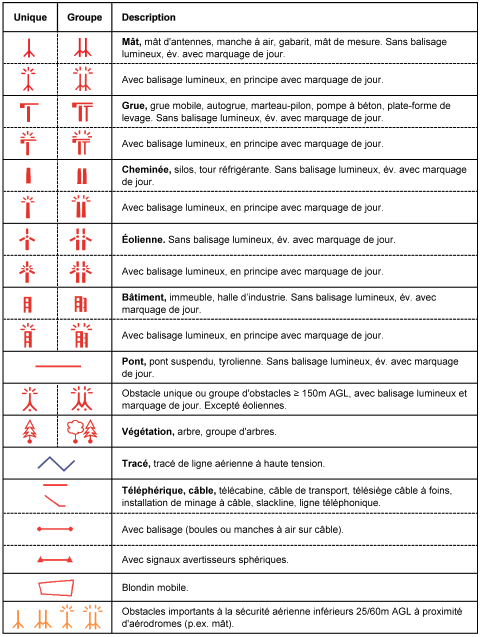 Unique Groupe Description
Mât, mât d'antennes, manche à air, gabarit, mât de mesure. Sans balisage
lumineux, év. avec marquage de jour.
Avec balisage lumineux, en principe avec marquage de jour.
Grue, grue mobile, autogrue, marteau-pilon, pompe à béton, plate-forme de
levage. Sans balisage lumineux, év. avec marquage de jour.
Avec balisage lumineux, en principe avec marquage de jour.
Cheminée, silos, tour réfrigérante. Sans balisage lumineux, év. avec marquage
de jour.
Avec balisage lumineux, en principe avec marquage de jour.
Éolienne. Sans balisage lumineux, év. avec marquage de jour.
Avec balisage lumineux, en principe avec marquage de jour.
Bâtiment, immeuble, halle d'industrie. Sans balisage lumineux, év. avec
marquage de jour.
Avec balisage lumineux, en principe avec marquage de jour.
Pont, pont suspendu, tyrolienne. Sans balisage lumineux, év. avec marquage
de jour.
Obstacle unique ou groupe d'obstacles ≥ 150m AGL, avec balisage lumineux et
marquage de jour. Excepté éoliennes.
Végétation, arbre, groupe d'arbres.
Tracé, tracé de ligne aérienne à haute tension.
Téléphérique, câble, télécabine, câble de transport, télésiège câble à foins,
installation de minage à câble, slackline, ligne téléphonique.
Avec balisage (boules ou manches à air sur câble).
Avec signaux avertisseurs sphériques.
Blondin mobile.
Obstacles importants à la sécurité aérienne inférieurs 25/60m AGL à proximité
d'aérodromes (p.ex. mât).